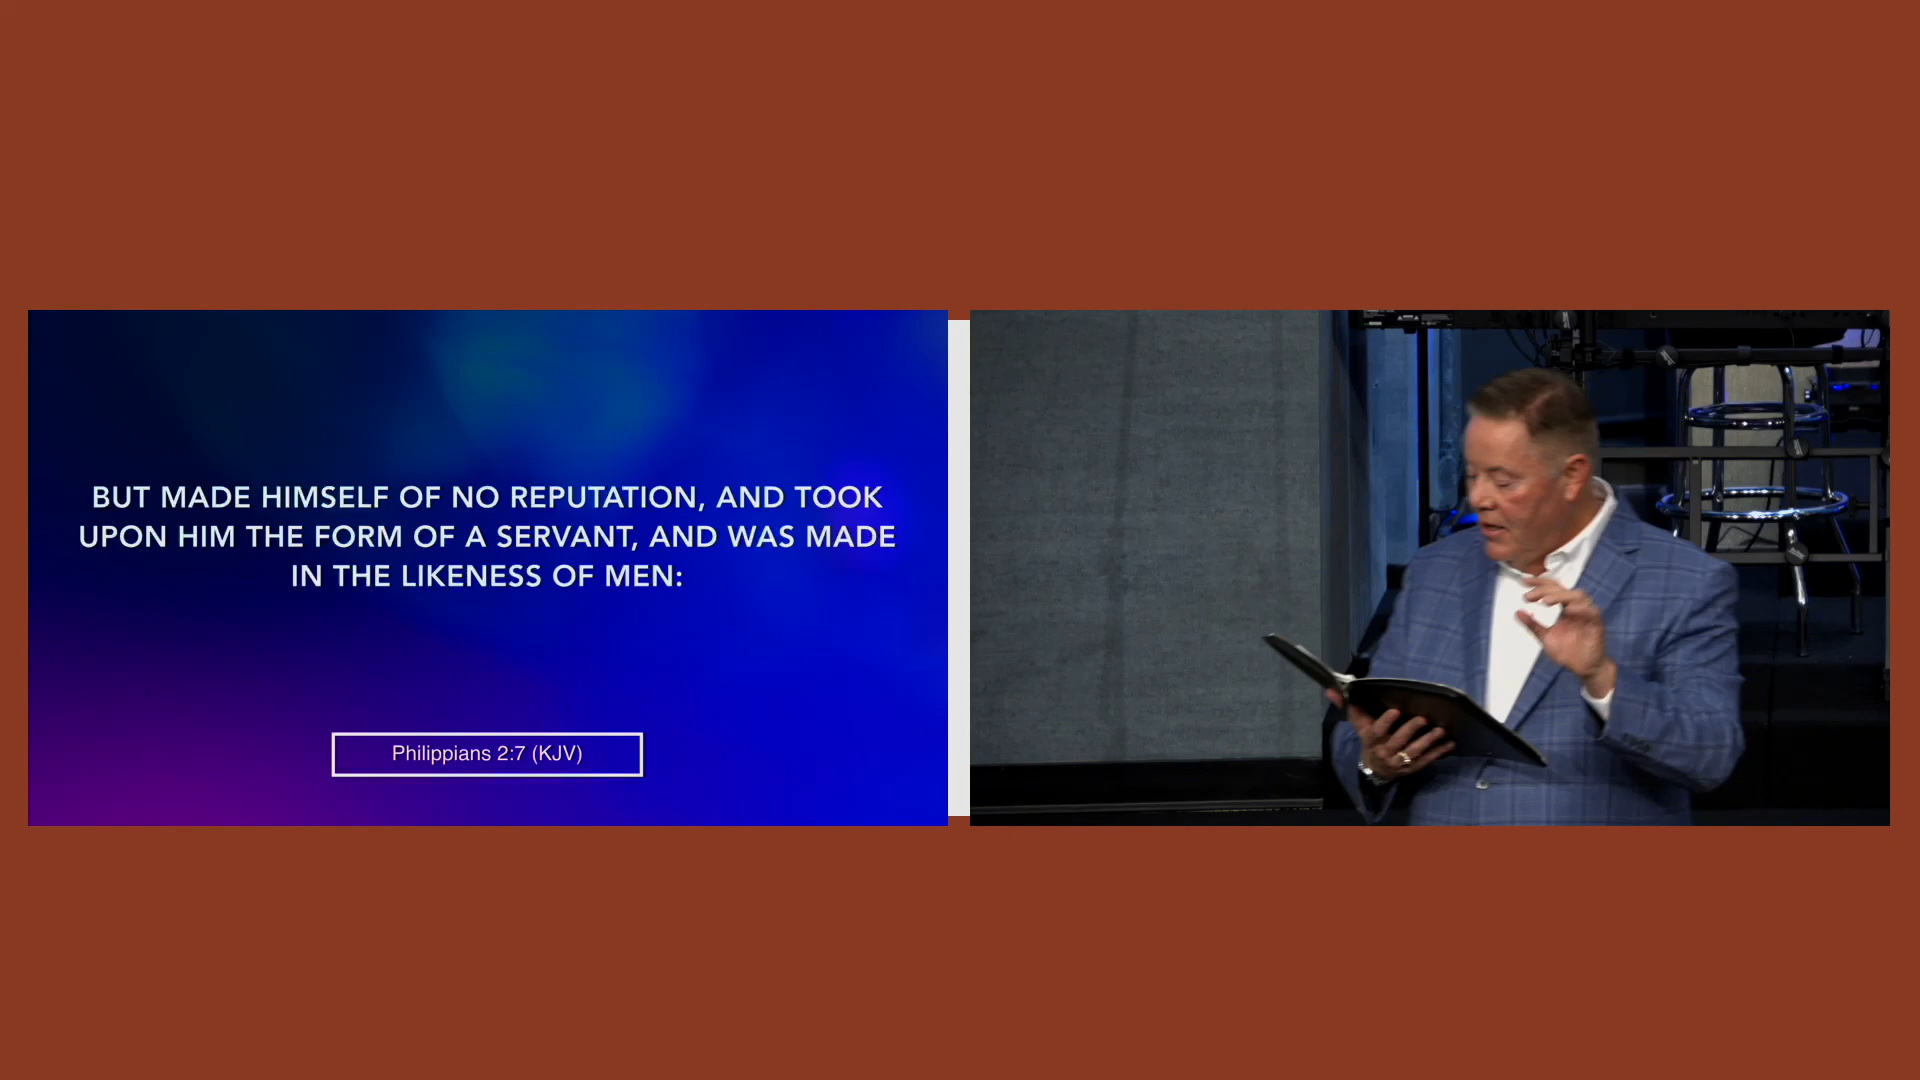 BUT MADE HIMSELF OF NO REPUTATION, AND TOOK
UPON HIM THE FORM OF A SERVANT, AND WAS MADE
IN THE LIKENESS OF MEN:
Philippians 2:7 (KJV)